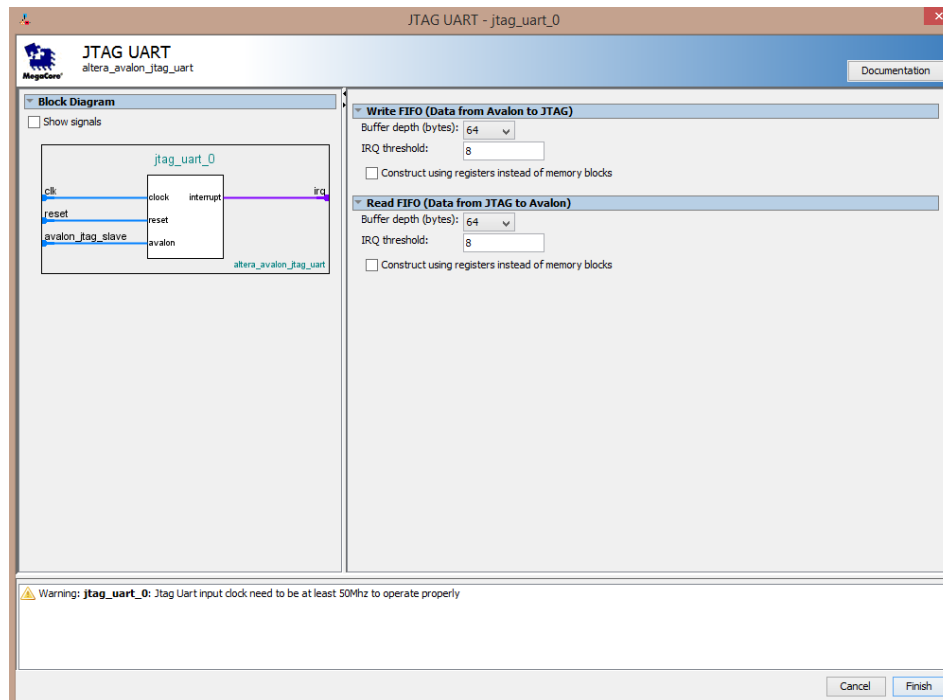 JTAG UART - jtag_uart_0
JTAG UART
altera_avalon_jtag_uart
MegaCore'
Documentation
Block Diagram
Show signals
jtag_uart_0
clk
clock
interrupt
irq
reset
reset
avalon_jtag_slave
avalon
altera_avalon_jtag_uart
Write FIFO (Data from Avalon to JTAG)
Buffer depth (bytes): 64
IRQ threshold: 8
Construct using registers instead of memory blocks
Read FIFO (Data from JTAG to Avalon)
Buffer depth (bytes): 64
IRQ threshold: 8
Construct using registers instead of memory blocks
Warning: jtag_uart_0: Jtag Uart input clock need to be at least 50Mhz to operate properly
Cancel
Finish